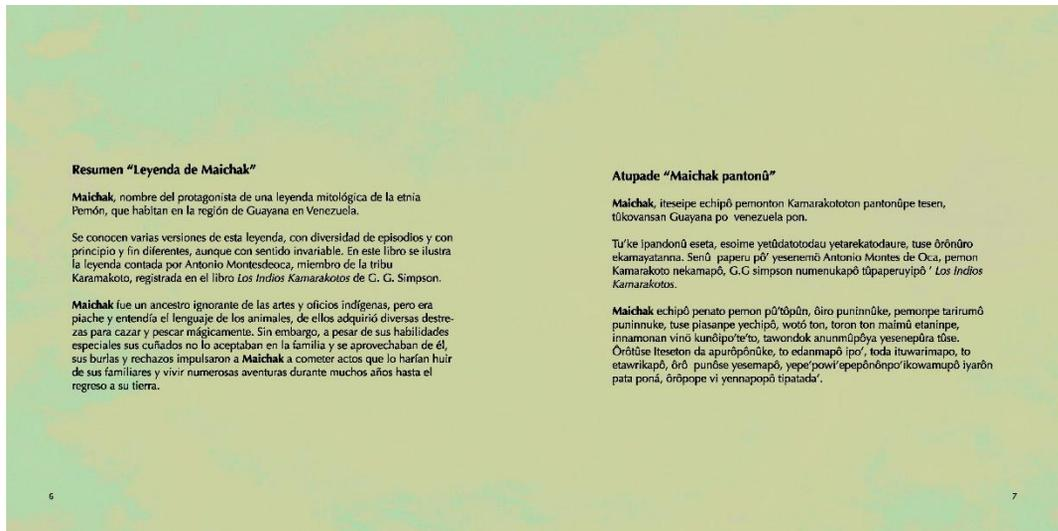 Resumen “Leyenda de Maichak”
Maichak, nombre del protagonista de una leyenda mitológica de la etnia
Pemón, que habitan en la región de Guayana en Venezuela.
Se conocen varias versiones de esta leyenda, con diversidad de episodios y con
principio y fin diferentes, aunque con sentido invariable. En este libro se ilustra
la leyenda contada por Antonio Montesdeoca, miembro de la tribu
Karamakoto, registrada en el libro Los Indios Kamarakotos de G. G. Simpson.
Maichak fue un ancestro ignorante de las artes y oficios indígenas, pero era
piache y entendía el lenguaje de los animales, de ellos adquirió diversas destre-
zas para cazar y pescar mágicamente. Sin embargo, a pesar de sus habilidades
especiales sus cuñados no lo aceptaban en la familia y se aprovechaban de él,
sus burlas y rechazos impulsaron a Maichak a cometer actos que lo harían huir
de sus familiares y vivir numerosas aventuras durante muchos años hasta el
regreso a su tierra.
6
Atupade “Maichak pantonû”
Maichak, iteseipe echipô pemonton Kamarakototon pantonûpe tesen,
tûkovansan Guayana po venezuela pon.
Tu’ke ipandonû eseta, esoime yetûdatotodau yetarekatodaure, tuse ôrônûro
ekamayatanna. Senû paperu pô’ yesenemô Antonio Montes de Oca, pemon
Kamarakoto nekamapô, G.G simpson numenukapô tûpaperuyipô ’ Los Indios
Kamarakotos.
Maichak echipô penato pemon pû’tôpûn, ôiro puninnûke, pemonpe tarirumô
puninnuke, tuse piasanpe yechipô, wotó ton, toron ton maimû etaninpe,
innamonan vinö kunôipo’te’to, tawondok anunmûpôya yesenepûra tûse.
Ôrôtûse Iteseton da apurôpônûke, to edanmapô ipo’, toda ituwarimapo, to
etawrikapô, ôrô punôse yesemapô, yepe’powi’epepônônpo’ikowamupô iyarôn
pata poná, ôrôpope vi yennapopô tipatada’.
7